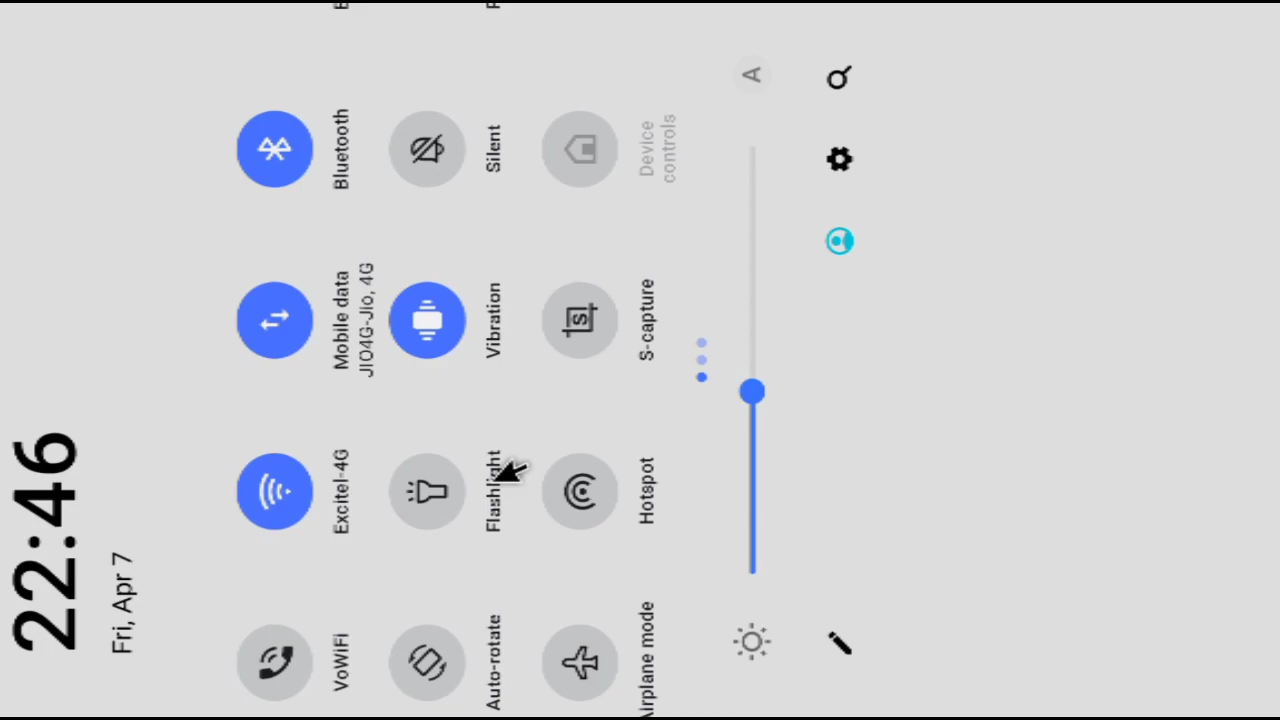 22:46
Fri, Apr 7
VoWiFi
Excitel-4G
Mobile data
JIO4G-Jio, 4G
Bluetooth
Auto-rotate
Flashlight
Vibration
Silent
Airplane mode
Hotspot
S-capture
S
Device
controls
A